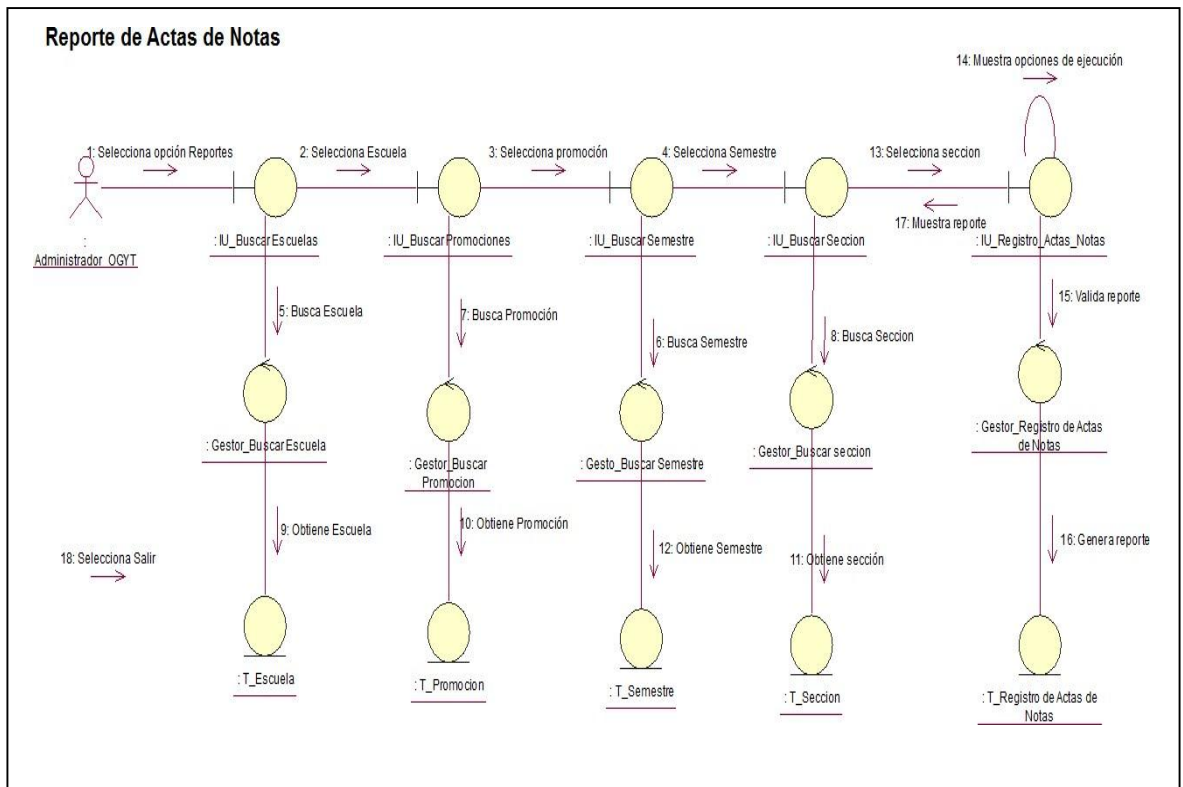 Reporte de Actas de Notas
14: Muestra opciones de ejecución
1: Selecciona opción Reportes
2: Selecciona Escuela
3: Selecciona promoción
4: Selecciona Semestre
13: Selecciona seccion
17: Muestra reporte
:
Administrador OGYT
: IU_BuscarEscuelas
: IU_BuscarPromociones
: IU_BuscarSemestre
: IU_BuscarSeccion
: IU_Registro_Actas_Notas
5: Busca Escuela
7: Busca Promoción
6: Busca Semestre
8: Busca Seccion
15: Valida reporte
: Gestor_BuscarEscuela
: Gestor_Buscar
Promocion
: Gesto_Buscar Semestre
: Gestor_Buscar seccion
: Gestor_Registro de Actas
de Notas
9: Obtiene Escuela
10: Obtiene Promoción
12: Obtiene Semestre
11: Obtiene sección
16: Genera reporte
18: Selecciona Salir
: T_Escuela
: T_Promocion
: T_Semestre
: T_Seccion
: T_Registro de Actas de
Notas